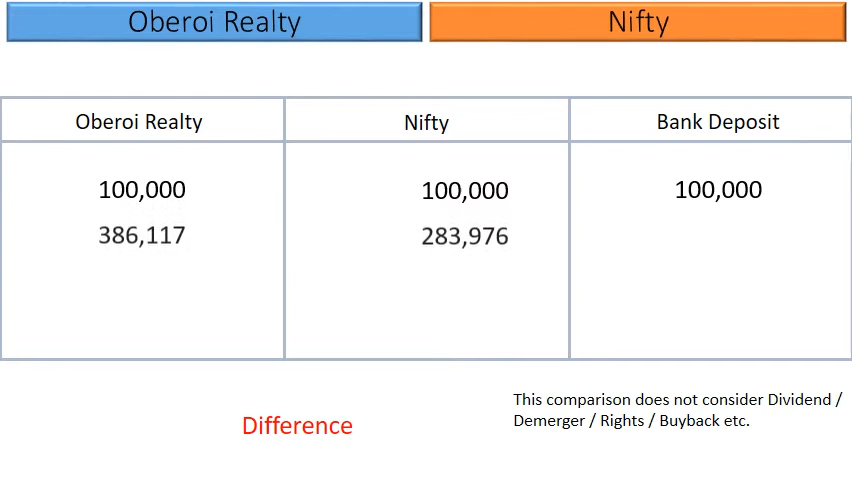 Oberoi Realty
Nifty
Oberoi Realty
Nifty
Bank Deposit
100,000
100,000
100,000
386,117
283,976
This comparison does not consider Dividend /
Demerger / Rights / Buyback etc.
Difference